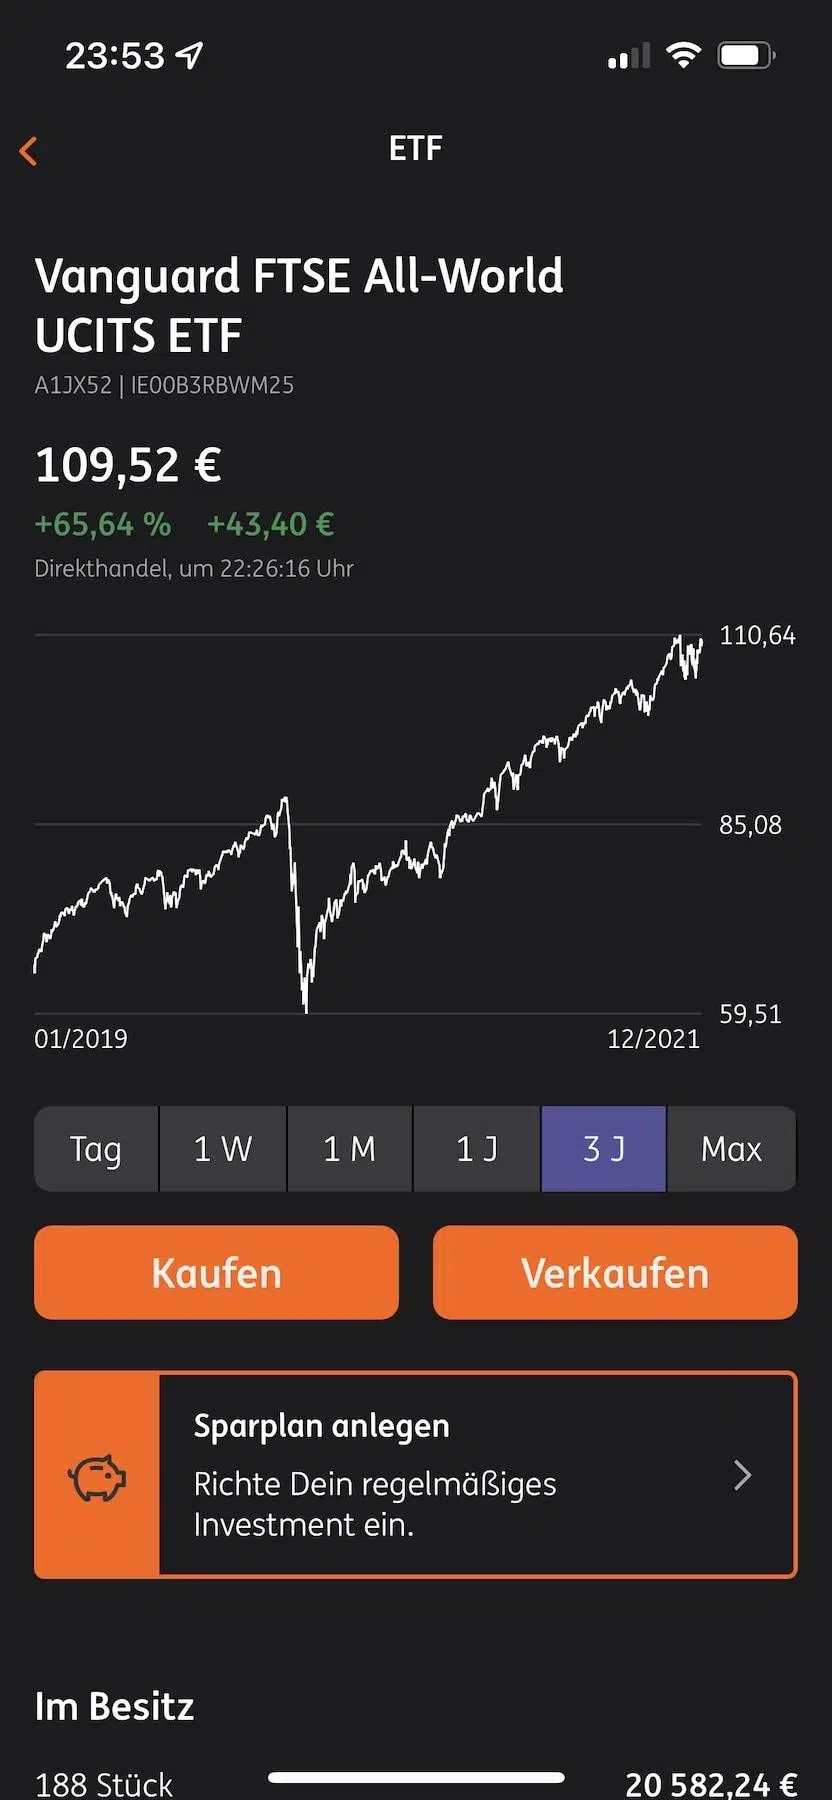 23:53
ETF
Vanguard FTSE All-World
UCITS ETF
A1JX52 | IE00B3RBWM25
109,52 €
+65,64 % +43,40 €
Direkthandel, um 22:26:16 Uhr
110,64
85,08
59,51
01/2019 12/2021
Tag 1 W 1 M 1 J 3 J Max
Kaufen Verkaufen
Sparplan anlegen
Richte Dein regelmäßiges
Investment ein.
Im Besitz
188 Stück 20 582,24 €